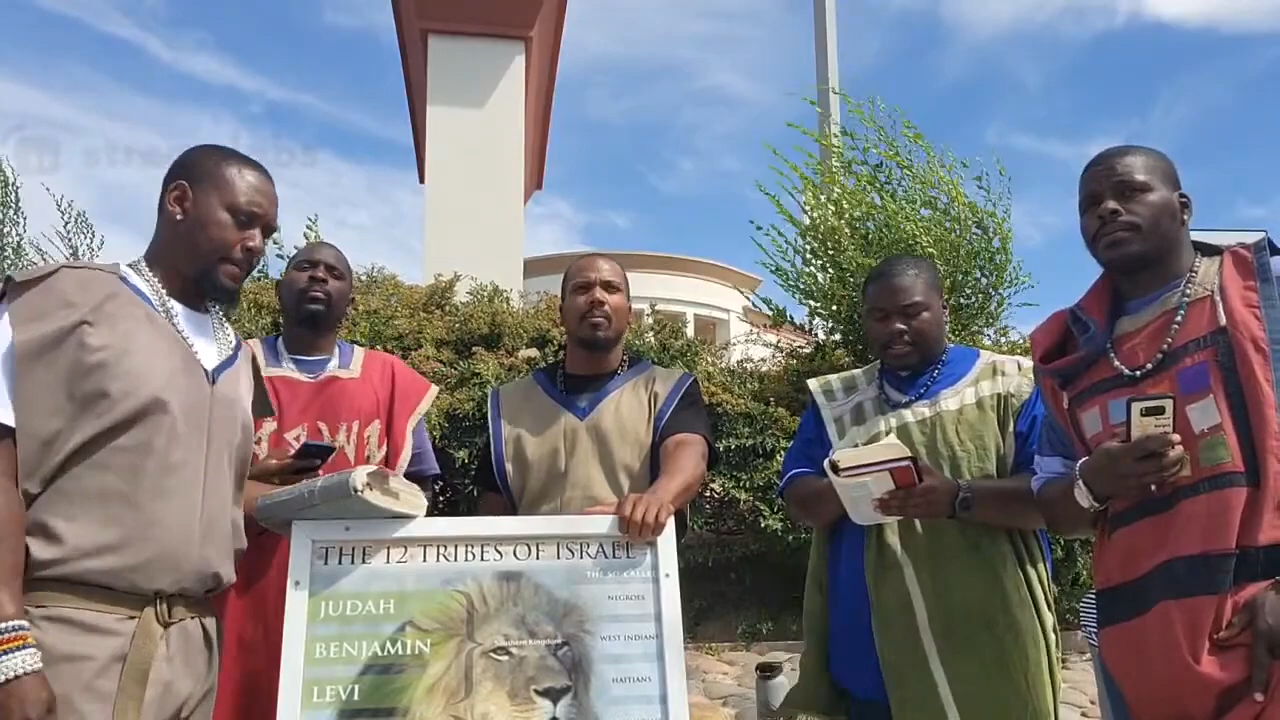 THE 12 TRIBES OF ISRAEL
THE SO CALLED
JUDAH
NEGROES
BENJAMIN
Southern Kingdom
WEST INDIANS
LEVI
HAITIANS